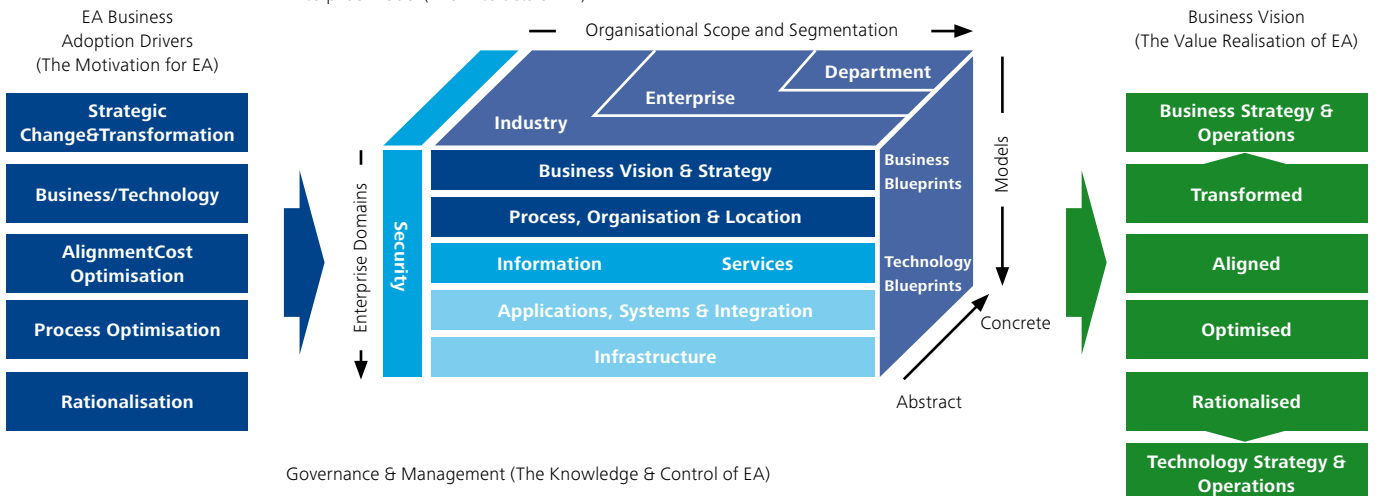 EA Business
Adoption Drivers
(The Motivation for EA)
Strategic
Change&Transformation
Business/Technology
AlignmentCost
Optimisation
Process Optimisation
Rationalisation
Organisational Scope and Segmentation
Department
Enterprise
Industry
Enterprise Domains
Security
Business Vision & Strategy
Process, Organisation & Location
Information Services
Applications, Systems & Integration
Infrastructure
Business
Blueprints
Technology
Blueprints
Models
Concrete
Abstract
Governance & Management (The Knowledge & Control of EA)
Business Vision
(The Value Realisation of EA)
Business Strategy &
Operations
Transformed
Aligned
Optimised
Rationalised
Technology Strategy &
Operations